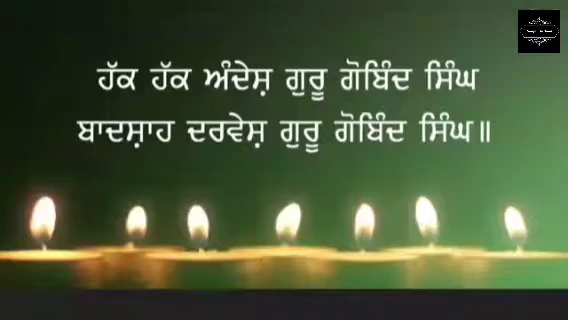 ਹੱਕ ਹੱਕ ਅੰਦੇਸ਼ ਗੁਰੂ ਗੋਬਿੰਦ ਸਿੰਘ
ਬਾਦਸ਼ਾਹ ਦਰਵੇਸ਼ ਗੁਰੂ ਗੋਬਿੰਦ ਸਿੰਘ॥